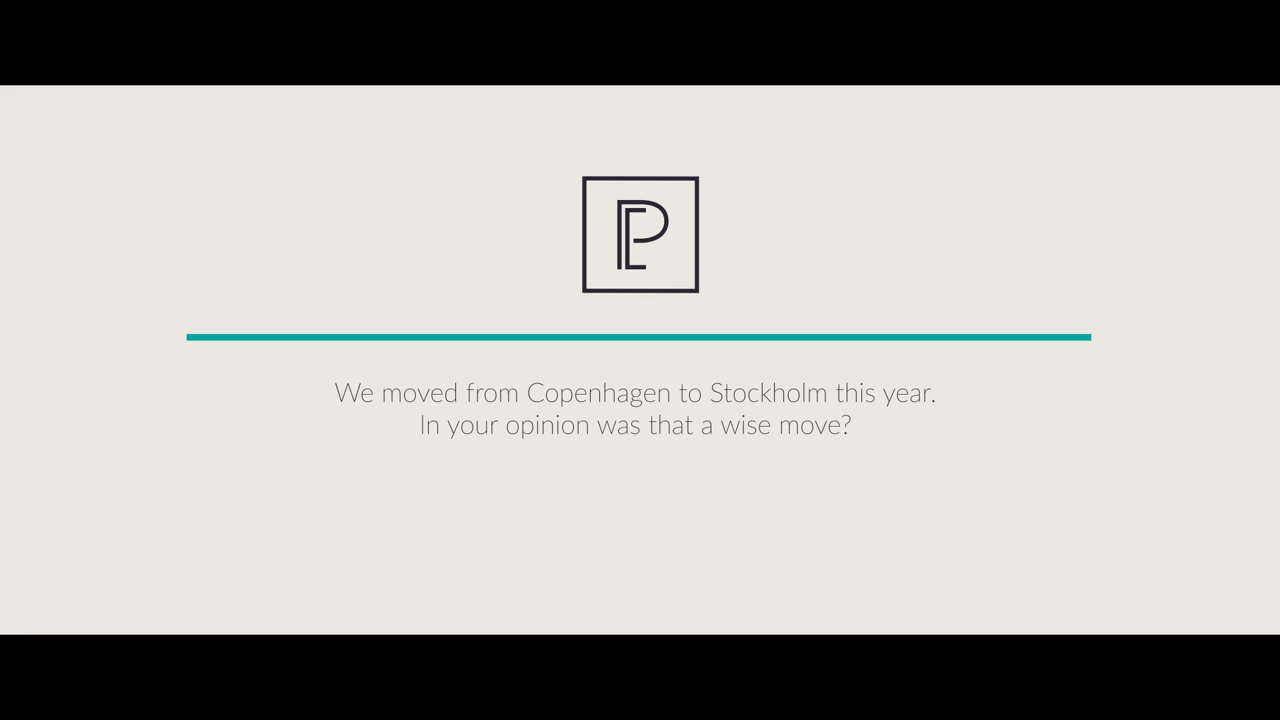 We moved from Copenhagen to Stockholm this year.
In your opinion was that a wise move?